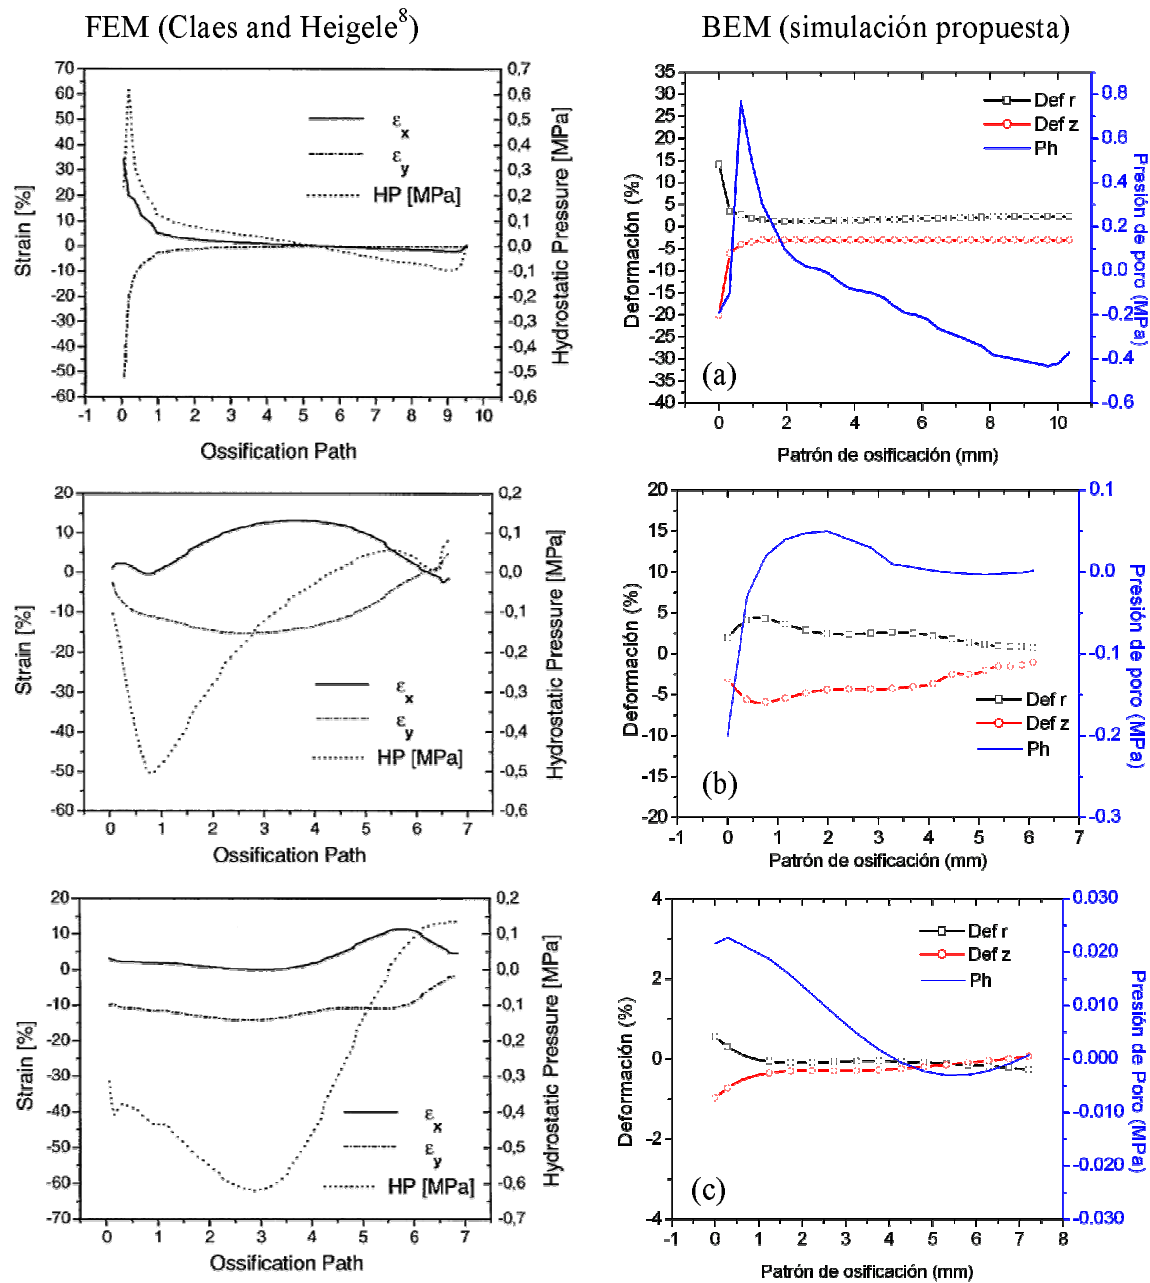 FEM (Claes and Heigele8)
BEM (simulación propuesta)
70
60
50
40
30
20
10
0
-10
-20
-30
-40
-50
-60
Strain [%]
0,7
0,6
0,5
0,4
0,3
0,2
0,1
0,0
-0,1
-0,2
-0,3
-0,4
-0,5
-0,6
Hydrostatic Pressure [MPa]
εx
εy
HP [MPa]
-1 0 1 2 3 4 5 6 7 8 9 10
Ossification Path
35
30
25
20
15
10
5
0
-5
-10
-15
-20
-25
-30
-35
-40
Deformación (%)
0.8
0.4
0.0
-0.2
-0.4
-0.6
Presión de poro (MPa)
Def r
Def z
Ph
(a)
0 2 4 6 8 10
Patrón de osificación (mm)
20
10
0
-10
-20
-30
-40
-50
-60
Strain [%]
0,2
0,1
0,0
-0,1
-0,2
-0,3
-0,4
-0,5
-0,6
Hydrostatic Pressure [MPa]
εx
εy
HP [MPa]
0 1 2 3 4 5 6 7
Ossification Path
20
15
10
5
0
-5
-10
-15
-20
Deformación (%)
0.1
0.0
-0.1
-0.2
-0.3
Presión de poro (MPa)
Def r
Def z
Ph
(b)
-1 0 1 2 3 4 5 6 7
Patrón de osificación (mm)
20
10
0
-10
-20
-30
-40
-50
-60
-70
Strain [%]
0,2
0,1
0,0
-0,1
-0,2
-0,3
-0,4
-0,5
-0,6
-0,7
Hydrostatic Pressure [MPa]
εx
εy
HP [MPa]
0 1 2 3 4 5 6 7
Ossification Path
4
2
0
-2
-4
Deformación (%)
0.030
0.020
0.010
0.000
-0.010
-0.020
-0.030
Presión de Poro (MPa)
Def r
Def z
Ph
(c)
-1 0 1 2 3 4 5 6 7 8
Patrón de osificación (mm)